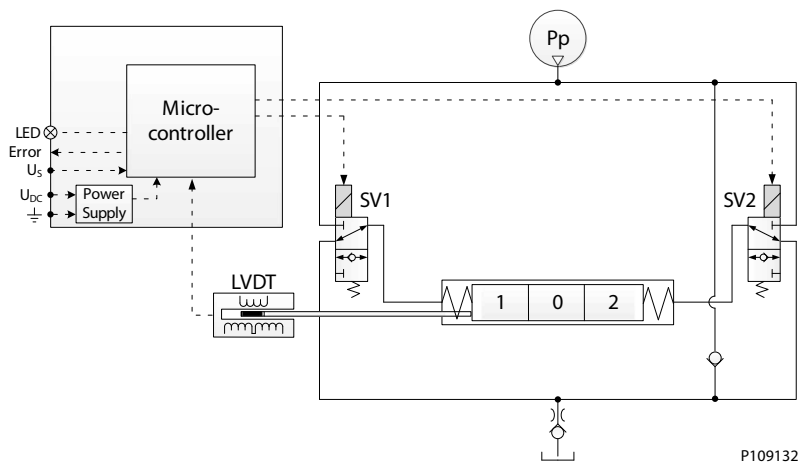 Pp
Micro-
controller
LED
Error
US
UDC
Power
Supply
SV1
SV2
LVDT
1 0 2
P109132